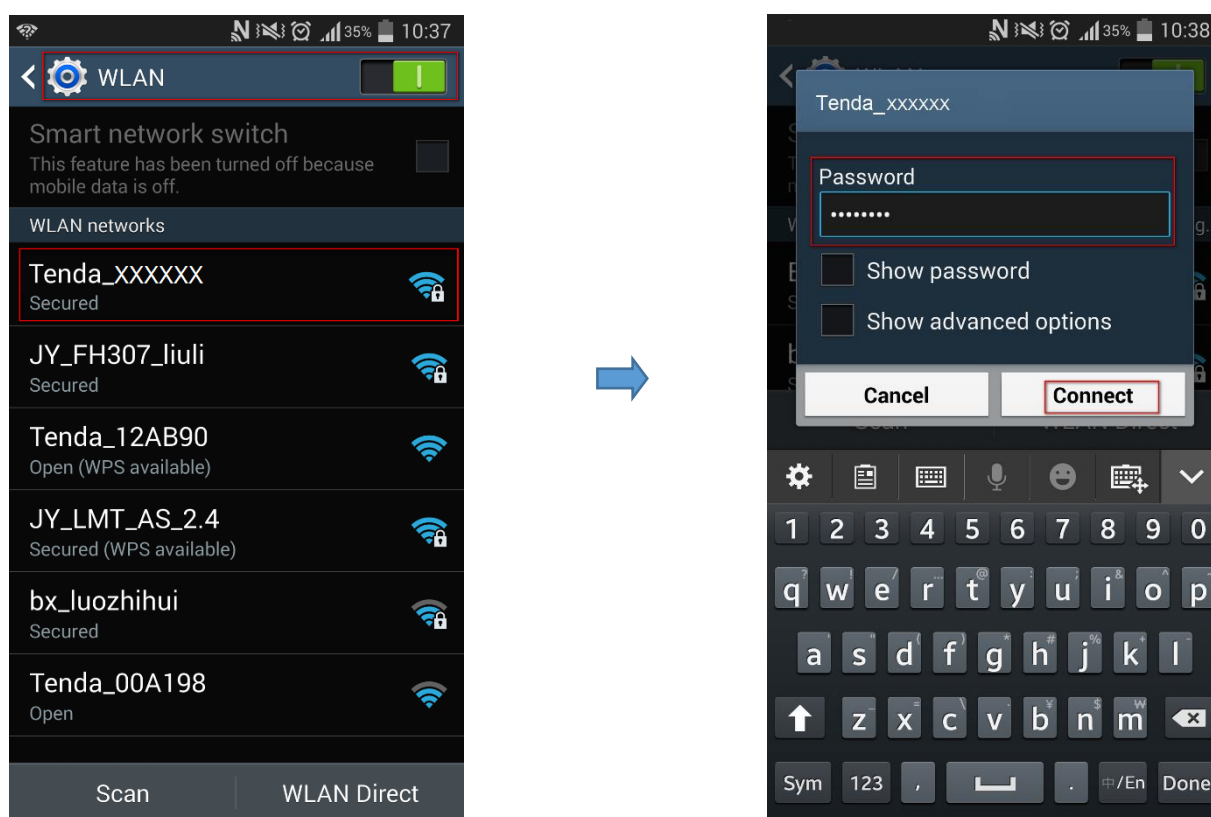 35% 10:37
WLAN
Smart network switch
This feature has been turned off because
mobile data is off.
WLAN networks
Tenda_XXXXXX
Secured
JY_FH307_liuli
Secured
Tenda_12AB90
Open (WPS available)
JY_LMT_AS_2.4
Secured (WPS available)
bx_luozhihui
Secured
Tenda_00A198
Open
Scan WLAN Direct
35% 10:38
Tenda_xxxxxx
Password
••••••••
Show password
Show advanced options
Cancel Connect
Scan WLAN Direct
1 2 3 4 5 6 7 8 9 0
q w e r t y u i o p
a s d f g h j k l
z x c v b n m
Sym 123 , . 中/En Done